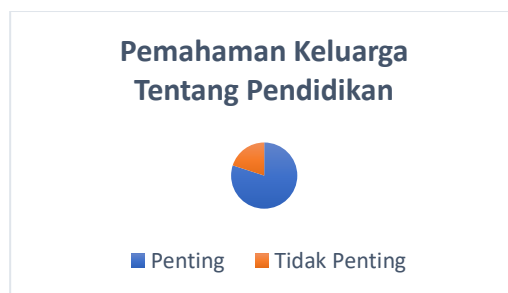 Pemahaman Keluarga
Tentang Pendidikan
Penting Tidak Penting